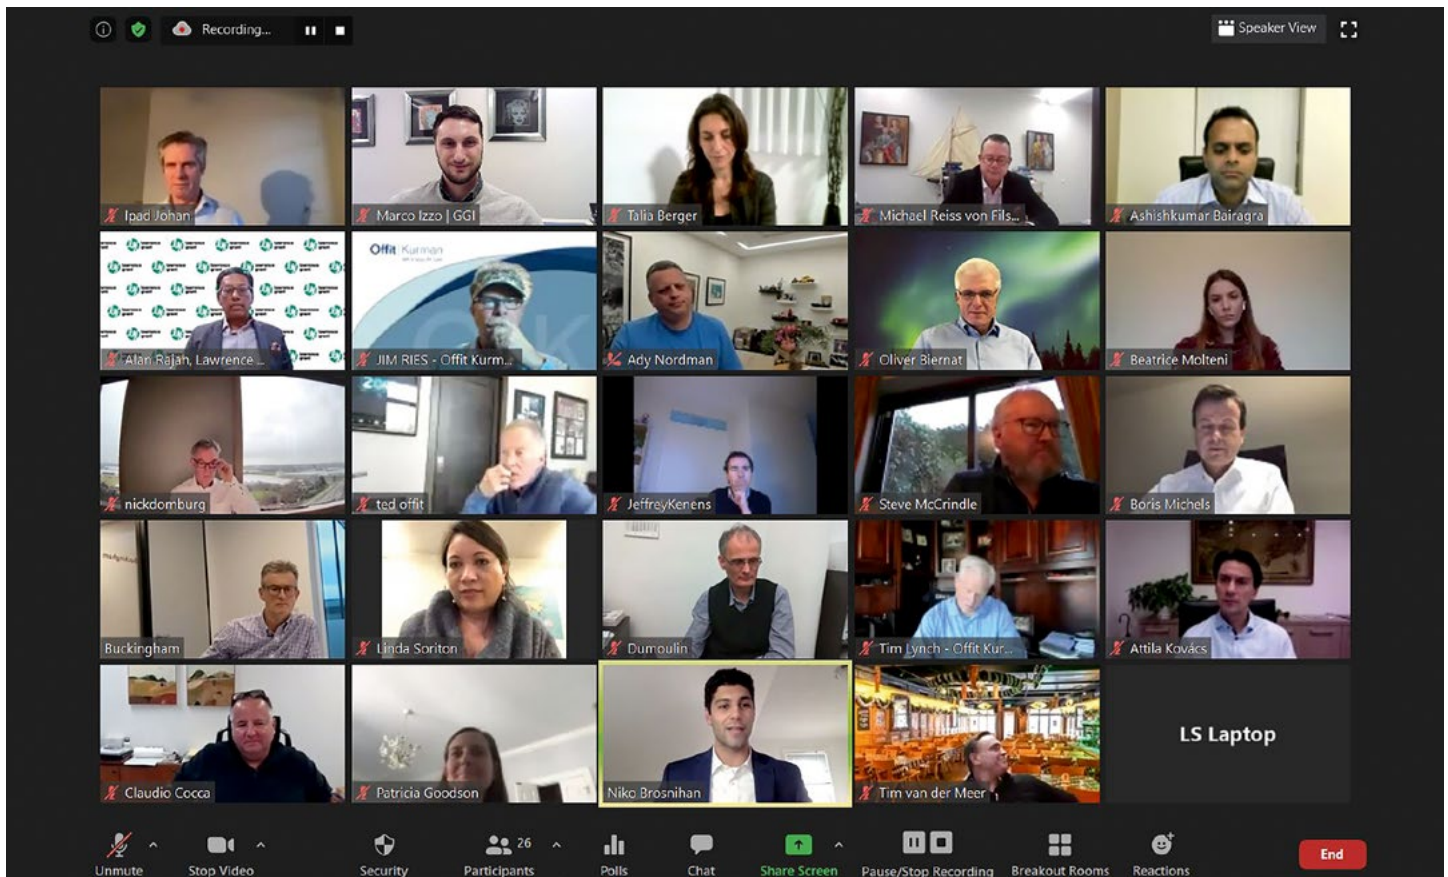 Recording...
Speaker View
Ipad Johan
Marco Izzo | GGI
Talia Berger
Michael Reiss von Fils...
Ashishkumar Bairagra
Alan Rajah, Lawrence ...
Offit Kurman
JIM RIES - Offit Kurm...
Ady Nordman
Oliver Biernat
Beatrice Molteni
nickdomburg
ted offit
JeffreyKenens
Steve McCrindle
Boris Michels
Buckingham
Linda Soriton
Dumoulin
Tim Lynch - Offit Kur...
Attila Kovács
Claudio Cocca
Patricia Goodson
Niko Brosnihan
Tim van der Meer
LS Laptop
26
Unmute
Stop Video
Security
Participants
Polls
Chat
Share Screen
Pause/Stop Recording
Breakout Rooms
Reactions
End